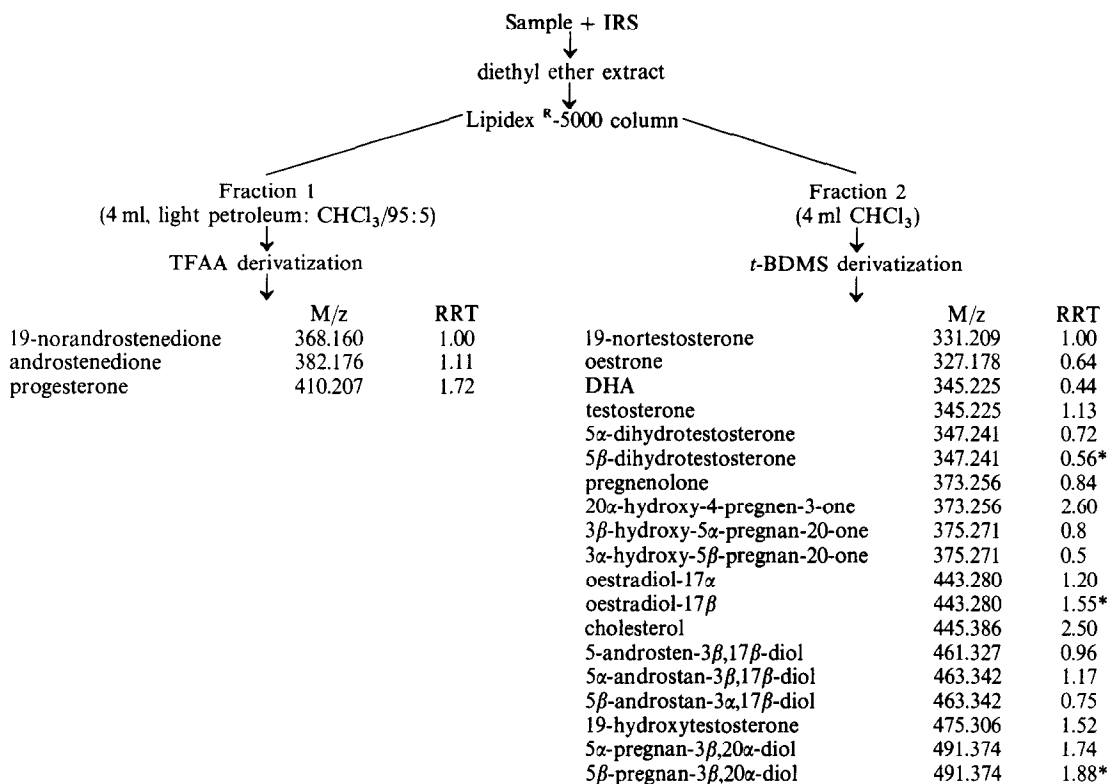 Sample + IRS
diethyl ether extract
Lipidex R-5000 column
Fraction 1
(4 ml, light petroleum: CHCl3/95:5)
TFAA derivatization
M/z RRT
19-norandrostenedione 368.160 1.00
androstenedione 382.176 1.11
progesterone 410.207 1.72
Fraction 2
(4 ml CHCl3)
t-BDMS derivatization
M/z RRT
19-nortestosterone 331.209 1.00
oestrone 327.178 0.64
DHA 345.225 0.44
testosterone 345.225 1.13
5α-dihydrotestosterone 347.241 0.72
5β-dihydrotestosterone 347.241 0.56*
pregnenolone 373.256 0.84
20α-hydroxy-4-pregnen-3-one 373.256 2.60
3β-hydroxy-5α-pregnan-20-one 375.271 0.8
3α-hydroxy-5β-pregnan-20-one 375.271 0.5
oestradiol-17α 443.280 1.20
oestradiol-17β 443.280 1.55*
cholesterol 445.386 2.50
5-androsten-3β,17β-diol 461.327 0.96
5α-androstan-3β,17β-diol 463.342 1.17
5β-androstan-3α,17β-diol 463.342 0.75
19-hydroxytestosterone 475.306 1.52
5α-pregnan-3β,20α-diol 491.374 1.74
5β-pregnan-3β,20α-diol 491.374 1.88*